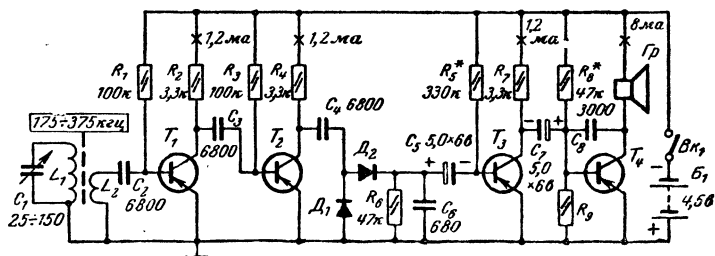 1,2 ма
1,2 ма
1,2 ма
8 ма
R₁
100к
R₂
3,3к
R₃
100к
R₄
3,3к
R₅*
330к
R₇
3,3к
R₈*
47к
Гр
175÷375 кгц
C₁
25÷150
L₁
L₂
C₂
6800
T₁
C₃
6800
T₂
C₄ 6800
Д₁
Д₂
R₆
47к
C₅ 5,0×6в
+
-
C₆
680
T₃
-
+
C₇
5,0
×6в
3000
C₈
T₄
R₉
Вк₁
-
Б₁
4,5в
+